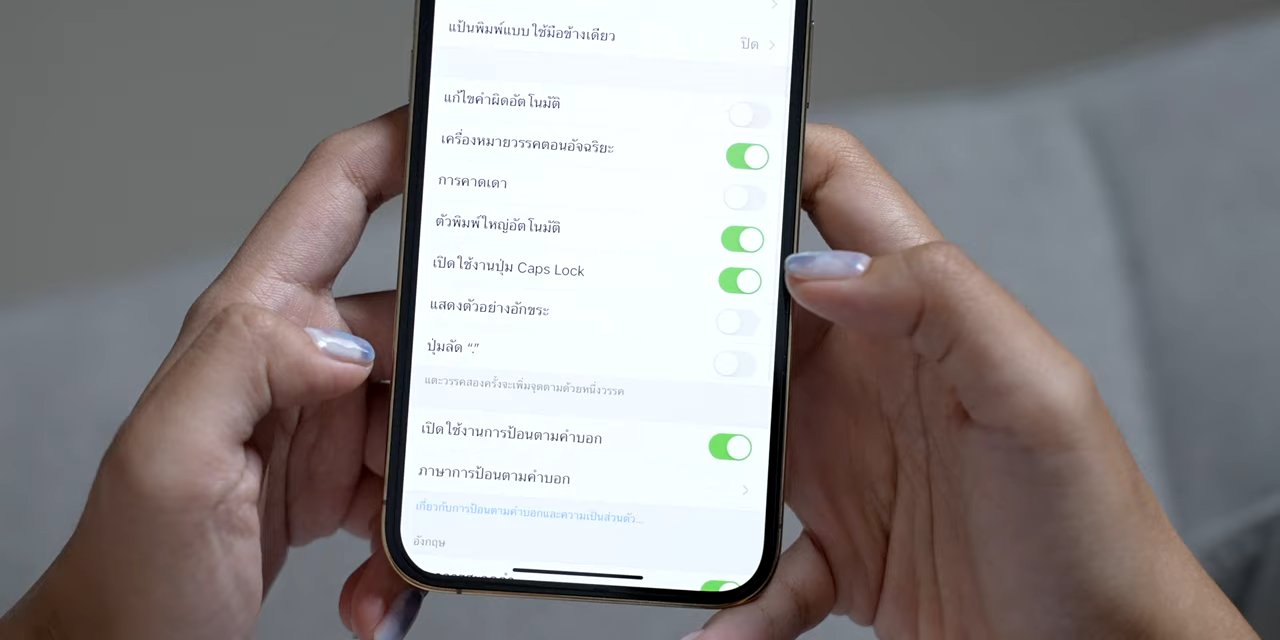 แป้นพิมพ์แบบใช้มือข้างเดียว
ปิด
แก้ไขคำผิดอัตโนมัติ
เครื่องหมายวรรคตอนอัจฉริยะ
การคาดเดา
ตัวพิมพ์ใหญ่อัตโนมัติ
เปิดใช้งานปุ่ม Caps Lock
แสดงตัวอย่างอักขระ
ปุ่มลัด “.”
แตะวรรคสองครั้งจะเพิ่มจุดตามด้วยหนึ่งวรรค
เปิดใช้งานการป้อนตามคำบอก
ภาษาการป้อนตามคำบอก
เกี่ยวกับการป้อนตามคำบอกและความเป็นส่วนตัว...
อังกฤษ